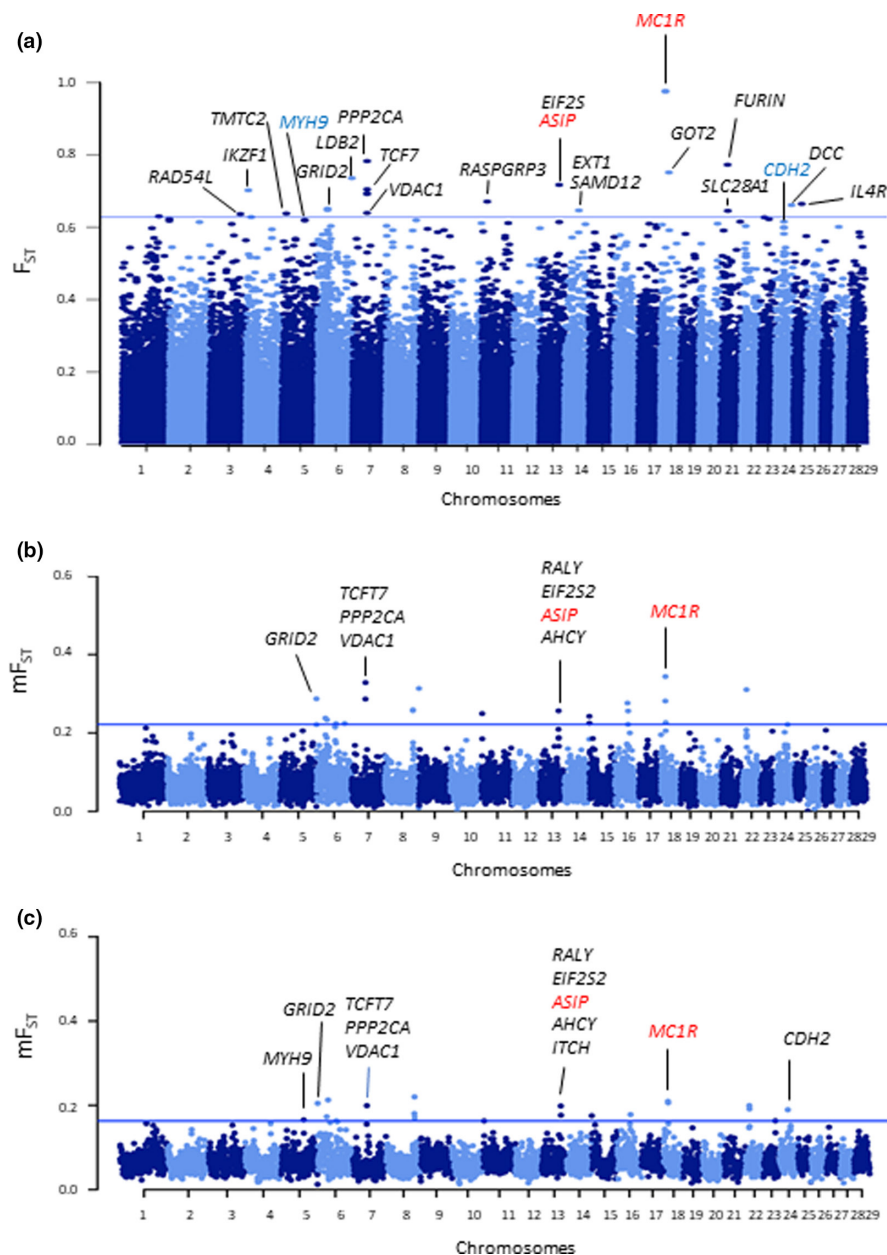 (a)
MC1R
1.0
EIF2S
FURIN
PPP2CA
TMTC2
MYH9
ASIP
0.8
LDB2
GOT2
DCC
IKZF1
TCF7
EXT1
CDH2
RAD54L
GRID2
RASPGRP3
SAMD12
SLC28A1
IL4R
VDAC1
0.6
FST
0.4
0.2
0.0
1 2 3 4 5 6 7 8 9 10 11 12 13 14 15 16 17 18 19 20 21 22 23 24 25 26 27 28 29
Chromosomes
(b)
0.6
RALY
TCFT7
EIF2S2
PPP2CA
ASIP
MC1R
GRID2
VDAC1
AHCY
0.4
mFST
0.2
0.0
1 2 3 4 5 6 7 8 9 10 11 12 13 14 15 16 17 18 19 20 21 22 23 24 25 26 27 28 29
Chromosomes
(c)
0.6
RALY
EIF2S2
GRID2
TCFT7
ASIP
PPP2CA
AHCY
MC1R
MYH9
VDAC1
ITCH
CDH2
0.4
mFST
0.2
0.0
1 2 3 4 5 6 7 8 9 10 11 12 13 14 15 16 17 18 19 20 21 22 23 24 25 26 27 28 29
Chromosomes